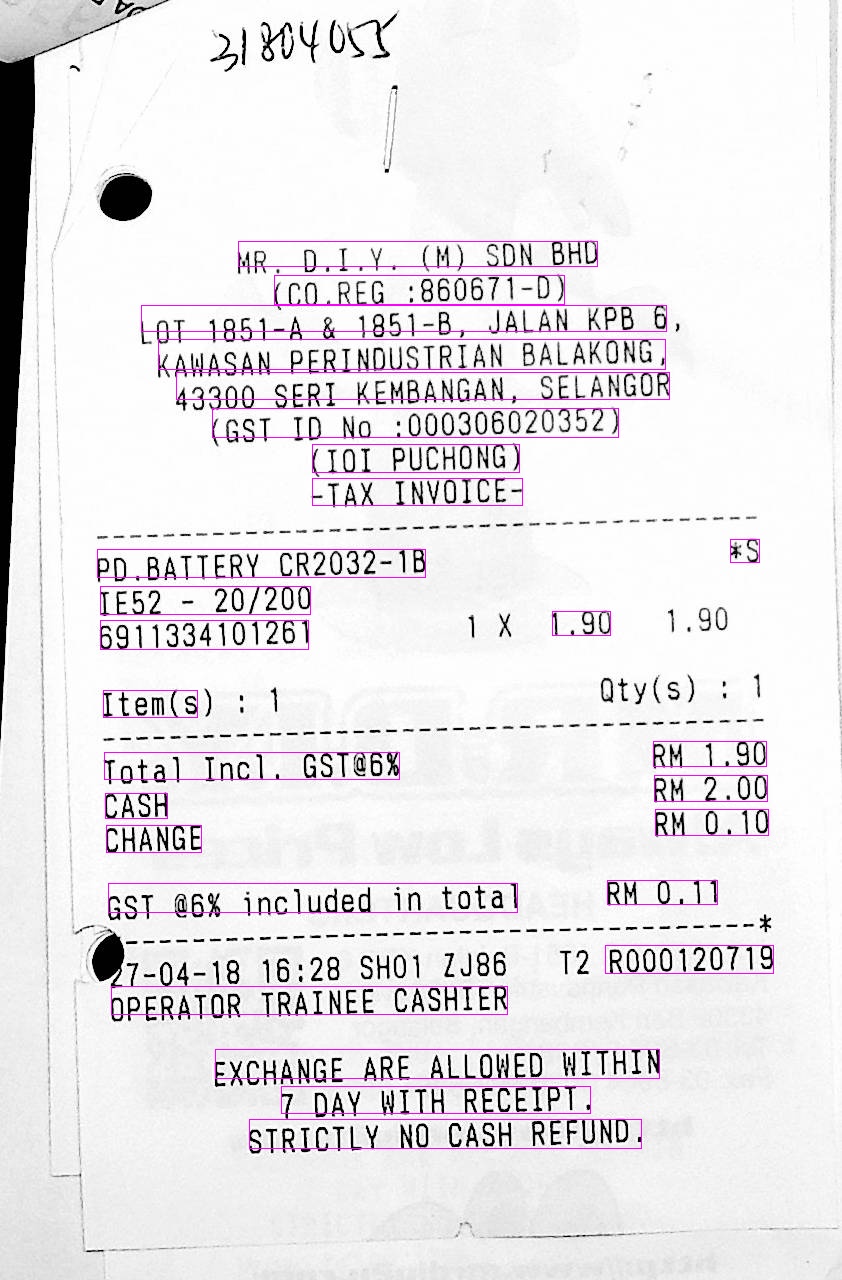 31804055
MR. D.I.Y. (M) SDN BHD
(CO.REG :860671-D)
LOT 1851-A & 1851-B, JALAN KPB 6,
KAWASAN PERINDUSTRIAN BALAKONG,
43300 SERI KEMBANGAN, SELANGOR
(GST ID No :000306020352)
(IOI PUCHONG)
-TAX INVOICE-
PD.BATTERY CR2032-1B *S
IE52 - 20/200
6911334101261 1 X 1.90 1.90
Item(s) : 1 Qty(s) : 1
Total Incl. GST@6% RM 1.90
CASH RM 2.00
CHANGE RM 0.10
GST @6% included in total RM 0.11
27-04-18 16:28 SH01 ZJ86 T2 R000120719
OPERATOR TRAINEE CASHIER
EXCHANGE ARE ALLOWED WITHIN
7 DAY WITH RECEIPT.
STRICTLY NO CASH REFUND.